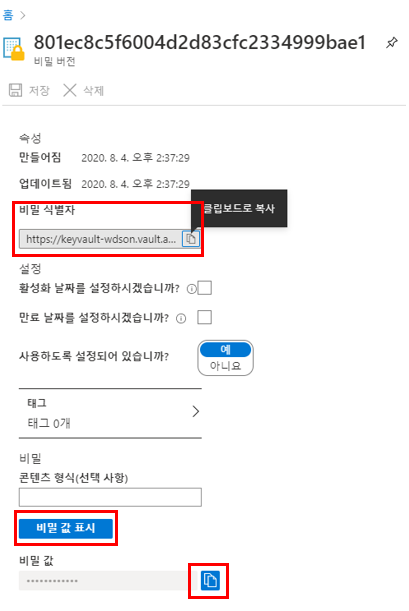 홈 >
801ec8c5f6004d2d83cfc2334999bae1
비밀 버전
저장 삭제
속성
만들어짐 2020. 8. 4. 오후 2:37:29
업데이트됨 2020. 8. 4. 오후 2:37:29
비밀 식별자
클립보드로 복사
https://keyvault-wdson.vault.a...
설정
활성화 날짜를 설정하시겠습니까?
만료 날짜를 설정하시겠습니까?
사용하도록 설정되어 있습니까?
예
아니요
태그
태그 0개
비밀
콘텐츠 형식(선택 사항)
비밀 값 표시
비밀 값
••••••••••••